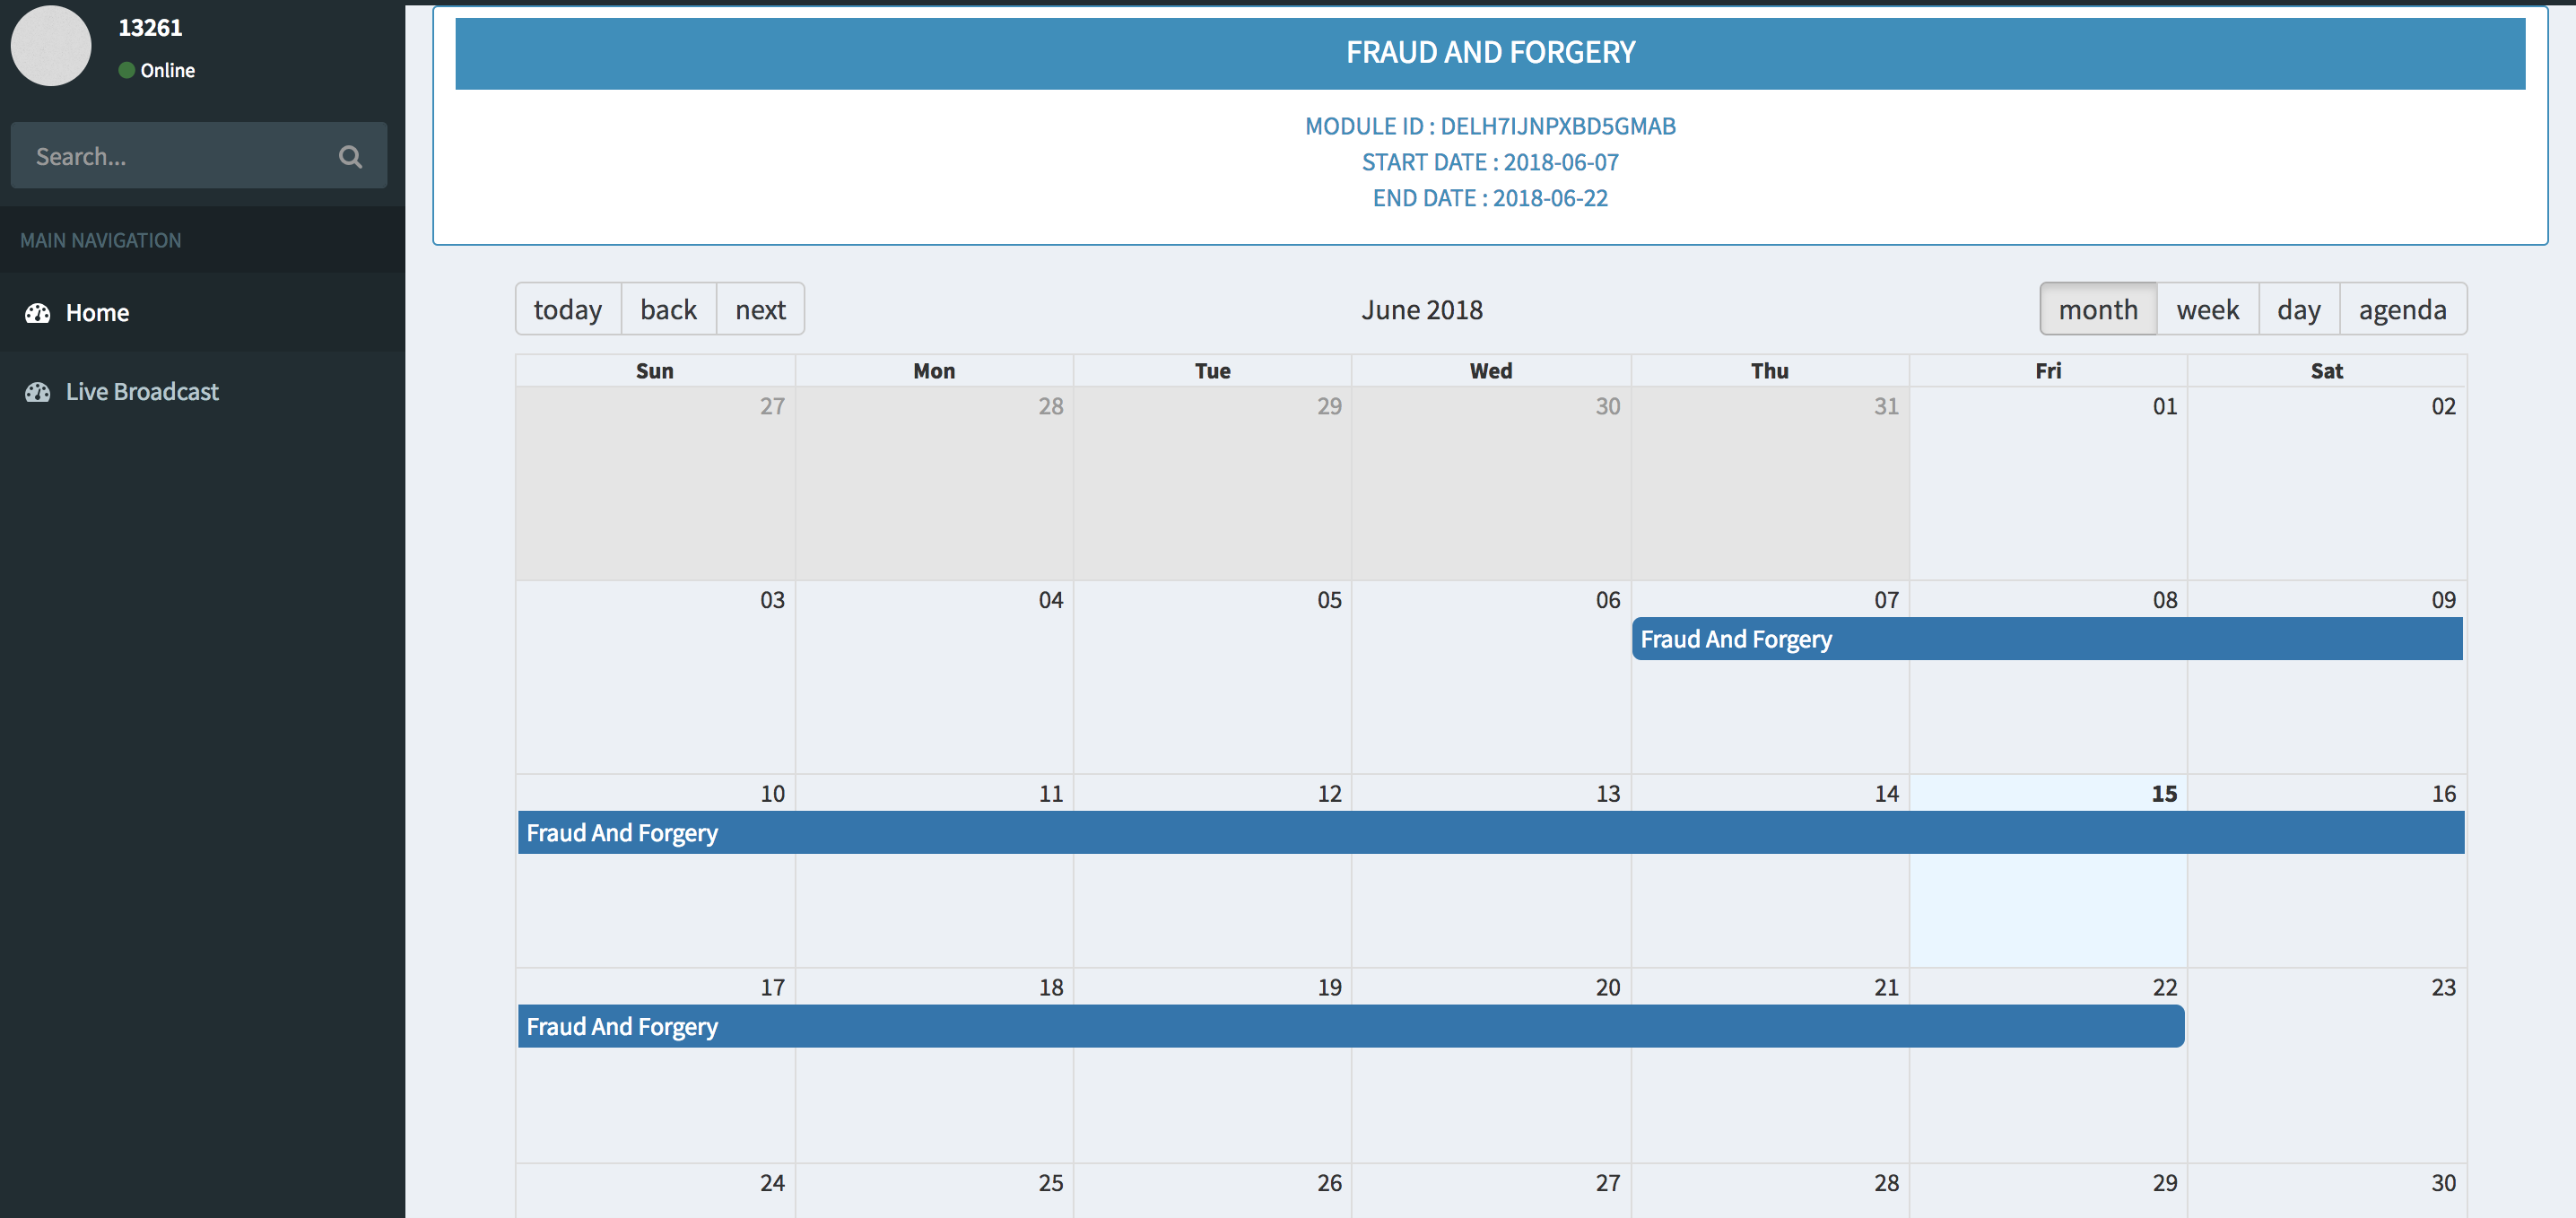 13261
Online
Search...
MAIN NAVIGATION
Home
Live Broadcast
FRAUD AND FORGERY
MODULE ID : DELH7IJNPXBD5GMAB
START DATE : 2018-06-07
END DATE : 2018-06-22
today back next
June 2018
month week day agenda
Sun Mon Tue Wed Thu Fri Sat
27 28 29 30 31 01 02
03 04 05 06 07 08 09
Fraud And Forgery
10 11 12 13 14 15 16
Fraud And Forgery
17 18 19 20 21 22 23
Fraud And Forgery
24 25 26 27 28 29 30